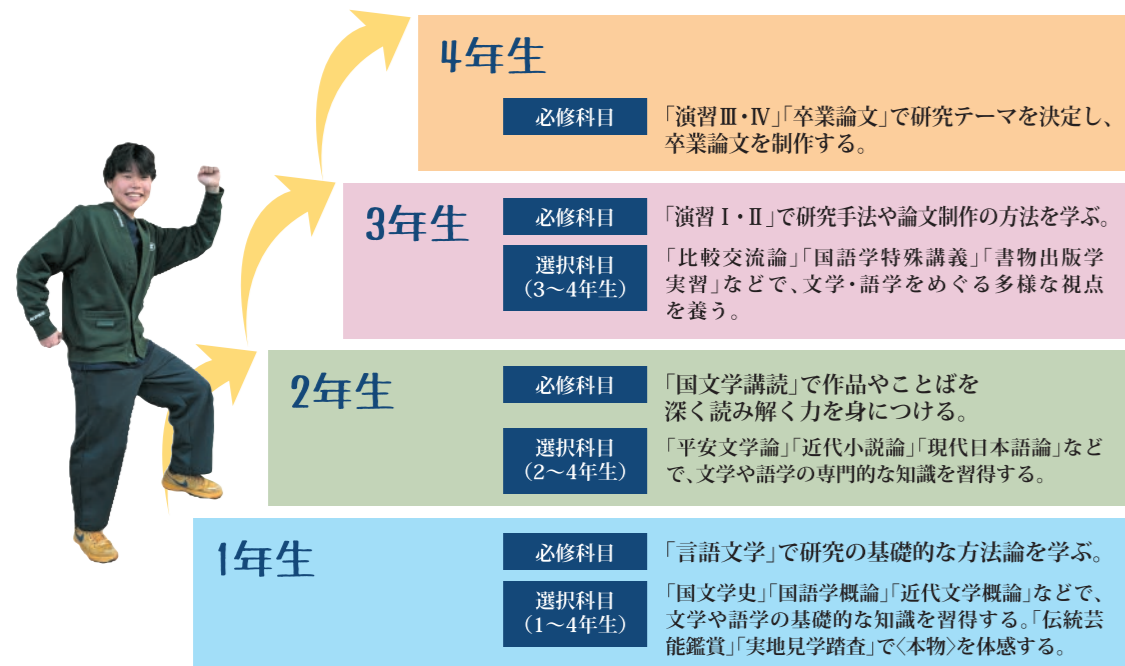 4年生
必修科目
「演習Ⅲ・Ⅳ」「卒業論文」で研究テーマを決定し、
卒業論文を制作する。
3年生
必修科目
「演習Ⅰ・Ⅱ」で研究手法や論文制作の方法を学ぶ。
選択科目
(3〜4年生)
「比較交流論」「国語学特殊講義」「書物出版学
実習」などで、文学・語学をめぐる多様な視点
を養う。
2年生
必修科目
「国文学講読」で作品やことばを
深く読み解く力を身につける。
選択科目
(2〜4年生)
「平安文学論」「近代小説論」「現代日本語論」など
で、文学や語学の専門的な知識を習得する。
1年生
必修科目
「言語文学」で研究の基礎的な方法論を学ぶ。
選択科目
(1〜4年生)
「国文学史」「国語学概論」「近代文学概論」などで、
文学や語学の基礎的な知識を習得する。「伝統芸
能鑑賞」「実地見学踏査」で〈本物〉を体感する。